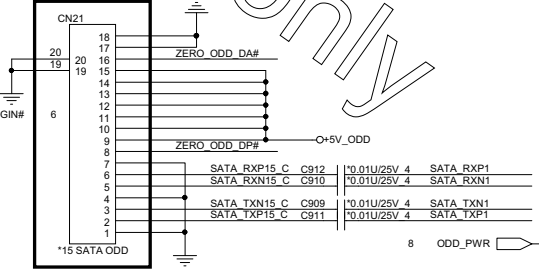 CN21
only
18
17
20 20 16 ZERO_ODD_DA#
19 19 15
14
13
12
GIN# 6 11
10
9 +5V_ODD
8 ZERO_ODD_DP#
7
6 SATA_RXP15_C C912 *0.01U/25V_4 SATA_RXP1
5 SATA_RXN15_C C910 *0.01U/25V_4 SATA_RXN1
4
3 SATA_TXN15_C C909 *0.01U/25V_4 SATA_TXN1
2 SATA_TXP15_C C911 *0.01U/25V_4 SATA_TXP1
1
*15 SATA ODD
8 ODD_PWR